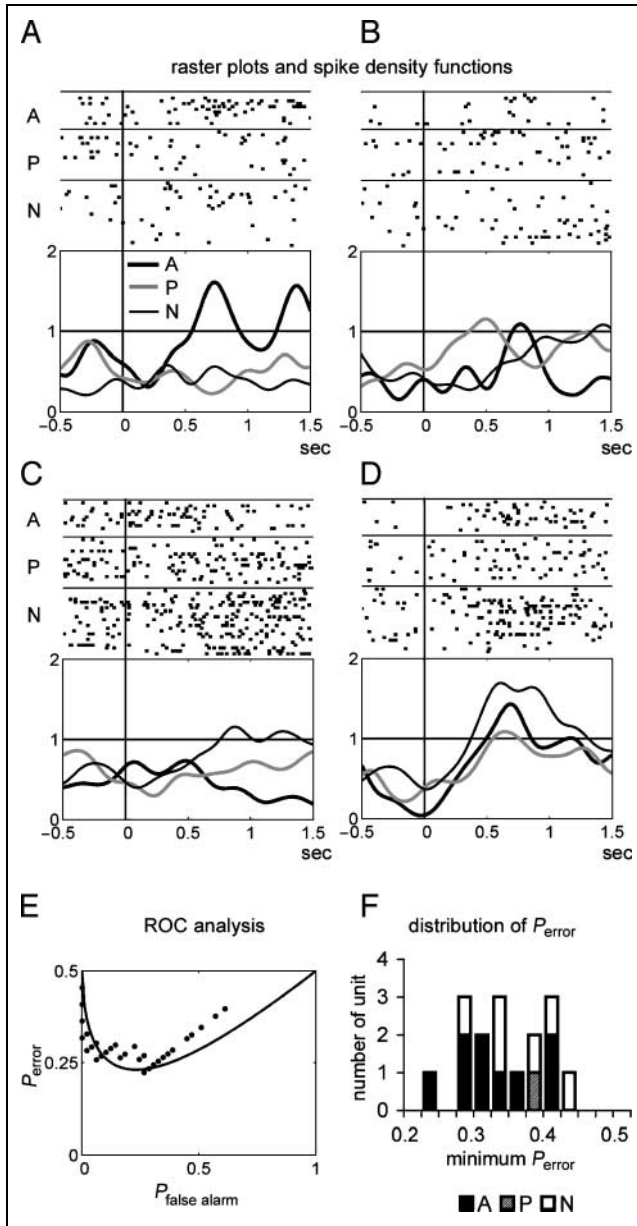 A B
raster plots and spike density functions
A
P
N
2
1
0
A
P
N
−0.5 0 0.5 1 1.5
sec
2
1
0
−0.5 0 0.5 1 1.5
sec
C D
A
P
N
2
1
0
−0.5 0 0.5 1 1.5
sec
2
1
0
−0.5 0 0.5 1 1.5
sec
E
ROC analysis
0.5
0.25
0
Perror
0 0.5 1
Pfalse alarm
F
distribution of Perror
number of unit
4
3
2
1
0
0.2 0.3 0.4 0.5
minimum Perror
A P N